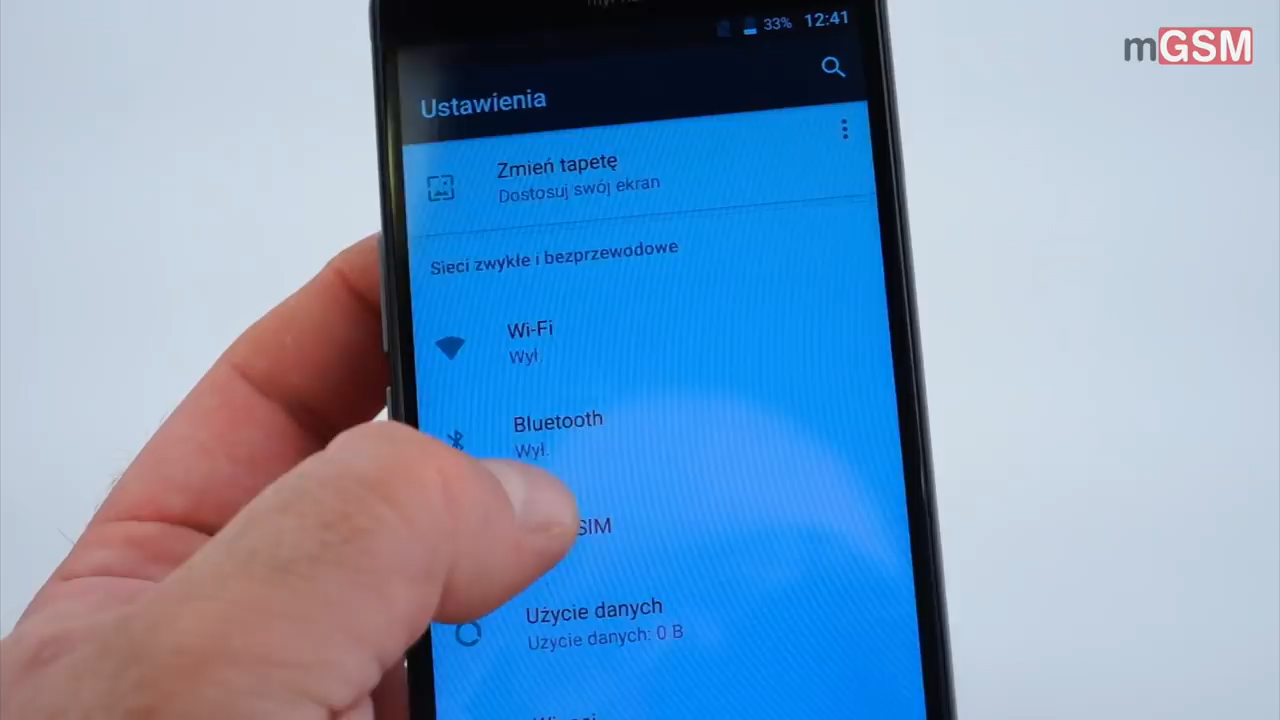 mGSM
33% 12:41
Ustawienia
Zmień tapetę
Dostosuj swój ekran
Sieci zwykłe i bezprzewodowe
Wi-Fi
Wył.
Bluetooth
Wył.
SIM
Użycie danych
Użycie danych: 0 B